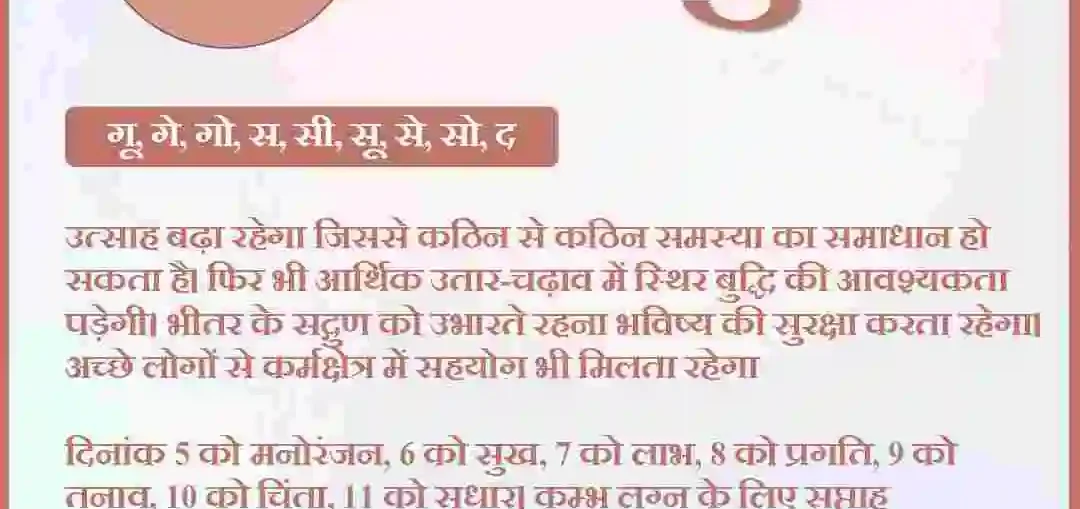 गू, गे, गो, स, सी, सू, से, सो, द
उत्साह बढ़ा रहेगा जिससे कठिन से कठिन समस्या का समाधान हो
सकता है। फिर भी आर्थिक उतार-चढ़ाव में स्थिर बुद्धि की आवश्यकता
पड़ेगी। भीतर के सद्गुण को उभारते रहना भविष्य की सुरक्षा करता रहेगा।
अच्छे लोगों से कर्मक्षेत्र में सहयोग भी मिलता रहेगा
दिनांक 5 को मनोरंजन, 6 को सुख, 7 को लाभ, 8 को प्रगति, 9 को
तनाव, 10 को चिंता, 11 को सुधार। कुम्भ लग्न के लिए सप्ताह